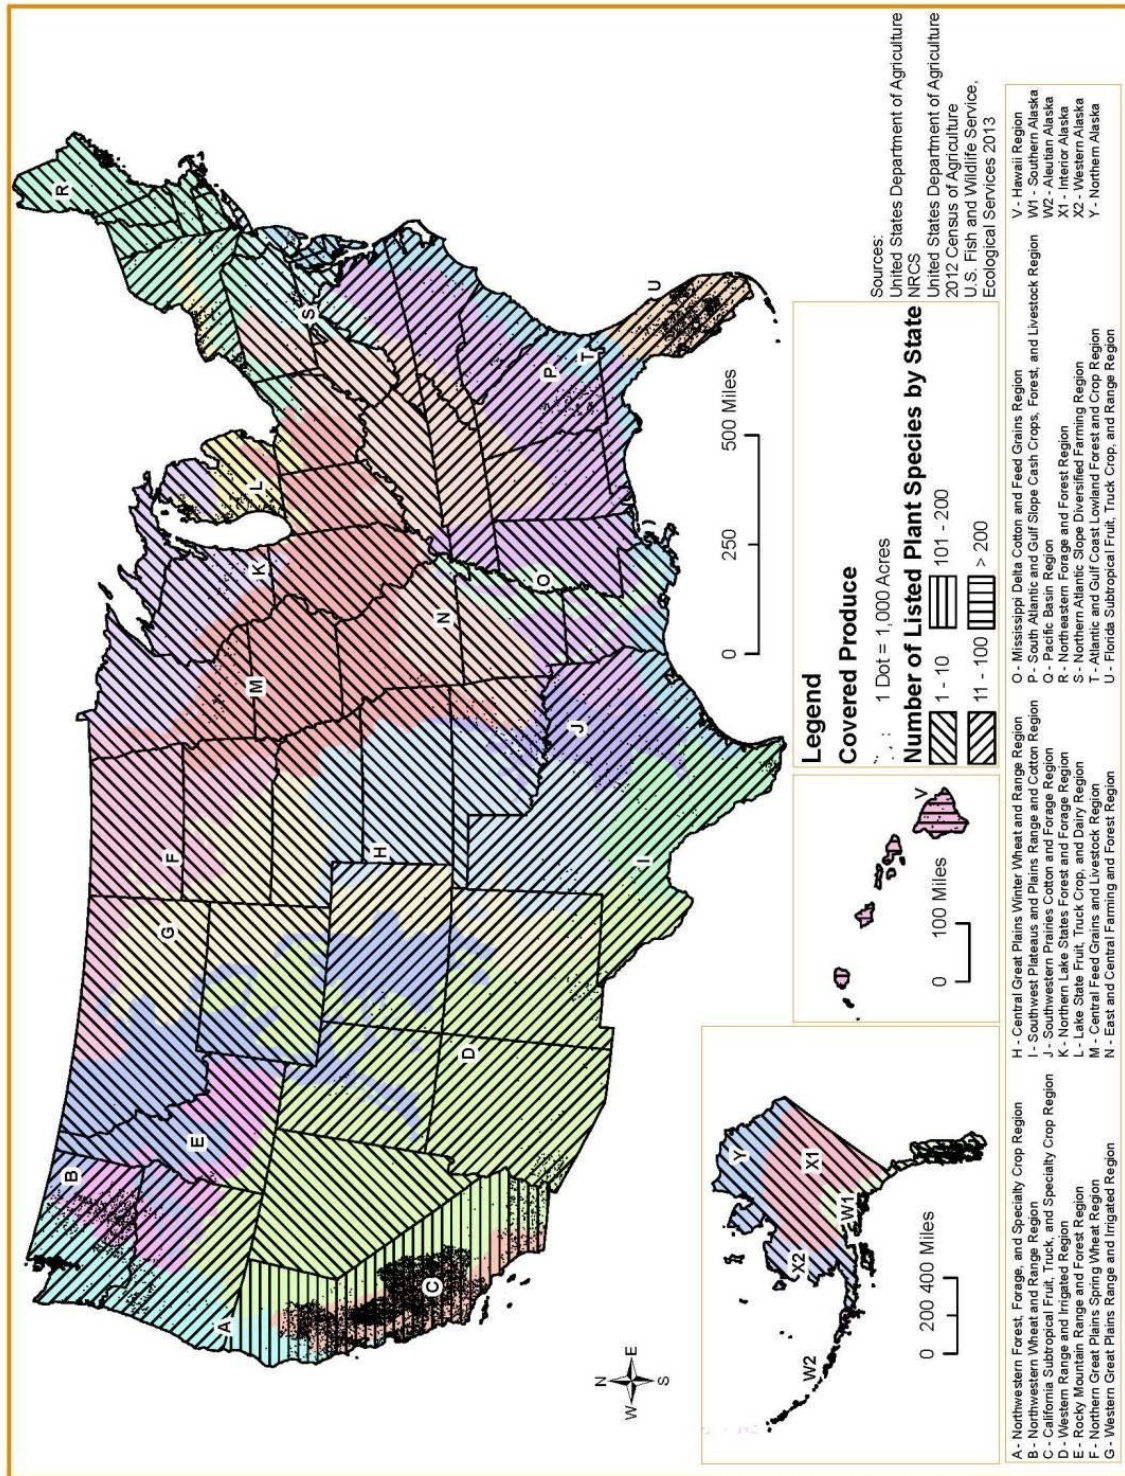 R
B
F
K
L
S
A
E
G
M
H
N
O
P
T
U
C
D
J
I
N
W E
S
0 250 500 Miles
Y
X1
X2
W1
W2
0 200 400 Miles
V
0 100 Miles
Legend
Covered Produce
1 Dot = 1,000 Acres
Number of Listed Plant Species by State
1 - 10
101 - 200
11 - 100
> 200
Sources:
United States Department of Agriculture
NRCS
United States Department of Agriculture
2012 Census of Agriculture
U.S. Fish and Wildlife Service,
Ecological Services 2013
A - Northwestern Forest, Forage, and Specialty Crop Region
B - Northwestern Wheat and Range Region
C - California Subtropical Fruit, Truck, and Specialty Crop Region
D - Western Range and Irrigated Region
E - Rocky Mountain Range and Forest Region
F - Northern Great Plains Spring Wheat Region
G - Western Great Plains Range and Irrigated Region
H - Central Great Plains Winter Wheat and Range Region
I - Southwest Plateaus and Plains Range and Cotton Region
J - Southwestern Prairies Cotton and Forage Region
K - Northern Lake States Forest and Forage Region
L - Lake State Fruit, Truck Crop, and Dairy Region
M - Central Feed Grains and Livestock Region
N - East and Central Farming and Forest Region
O - Mississippi Delta Cotton and Feed Grains Region
P - South Atlantic and Gulf Slope Cash Crops, Forest, and Livestock Region
Q - Pacific Basin Region
R - Northeastern Forage and Forest Region
S - Northern Atlantic Slope Diversified Farming Region
T - Atlantic and Gulf Coast Lowland Forest and Crop Region
U - Florida Subtropical Fruit, Truck Crop, and Range Region
V - Hawaii Region
W1 - Southern Alaska
W2 - Aleutian Alaska
X1 - Interior Alaska
X2 - Western Alaska
Y - Northern Alaska